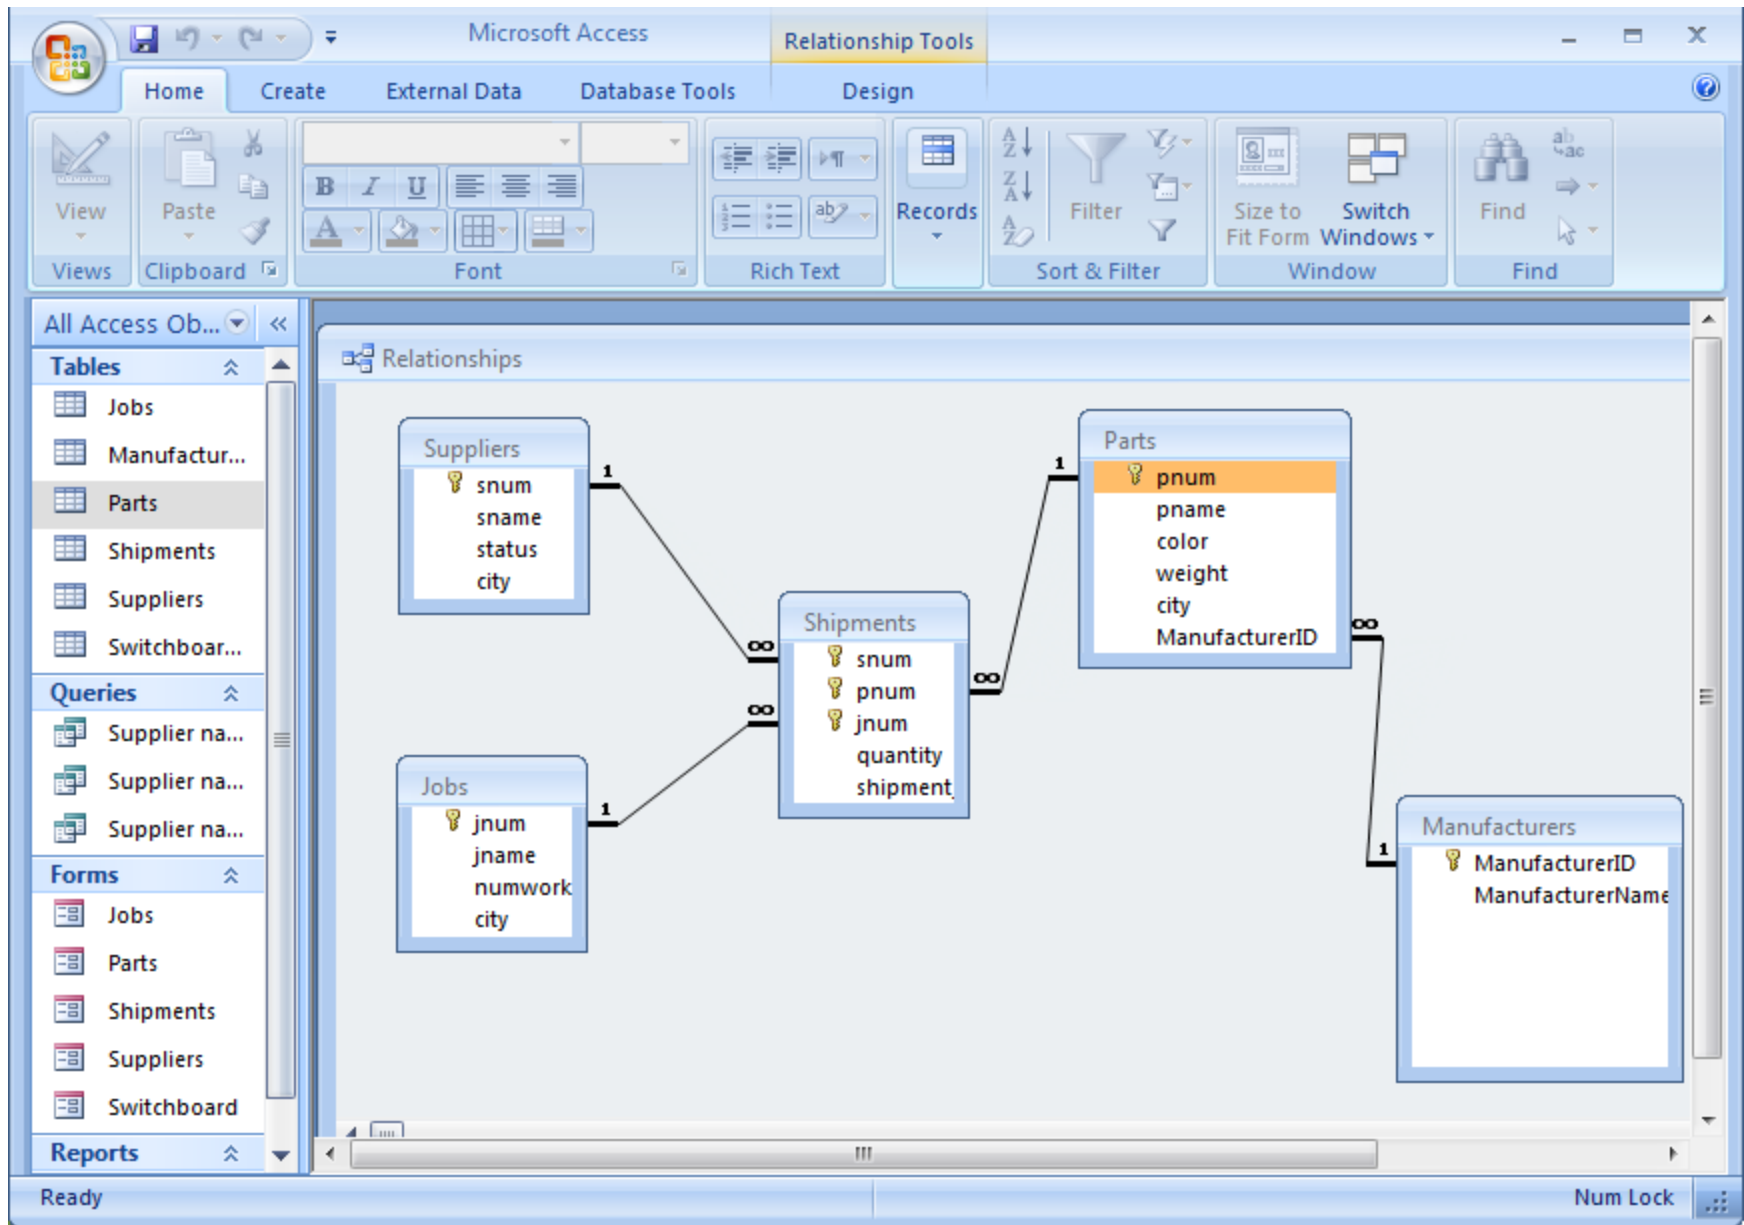 Microsoft Access
Relationship Tools
Home
Create
External Data
Database Tools
Design
View
Paste
B I U
A
ab
Records
A
Z
Z
A
A
Z
Filter
Size to
Fit Form
Switch
Windows
ab
ac
Find
Views
Clipboard
Font
Rich Text
Sort & Filter
Window
Find
All Access Ob...
Tables
Jobs
Manufactur...
Parts
Shipments
Suppliers
Switchboar...
Queries
Supplier na...
Supplier na...
Supplier na...
Forms
Jobs
Parts
Shipments
Suppliers
Switchboard
Reports
Relationships
Suppliers
snum
sname
status
city
1
∞
Jobs
jnum
jname
numwork
city
1
∞
Shipments
snum
pnum
jnum
quantity
shipment_
∞
1
Parts
pnum
pname
color
weight
city
ManufacturerID
∞
1
Manufacturers
ManufacturerID
ManufacturerName
Ready
Num Lock